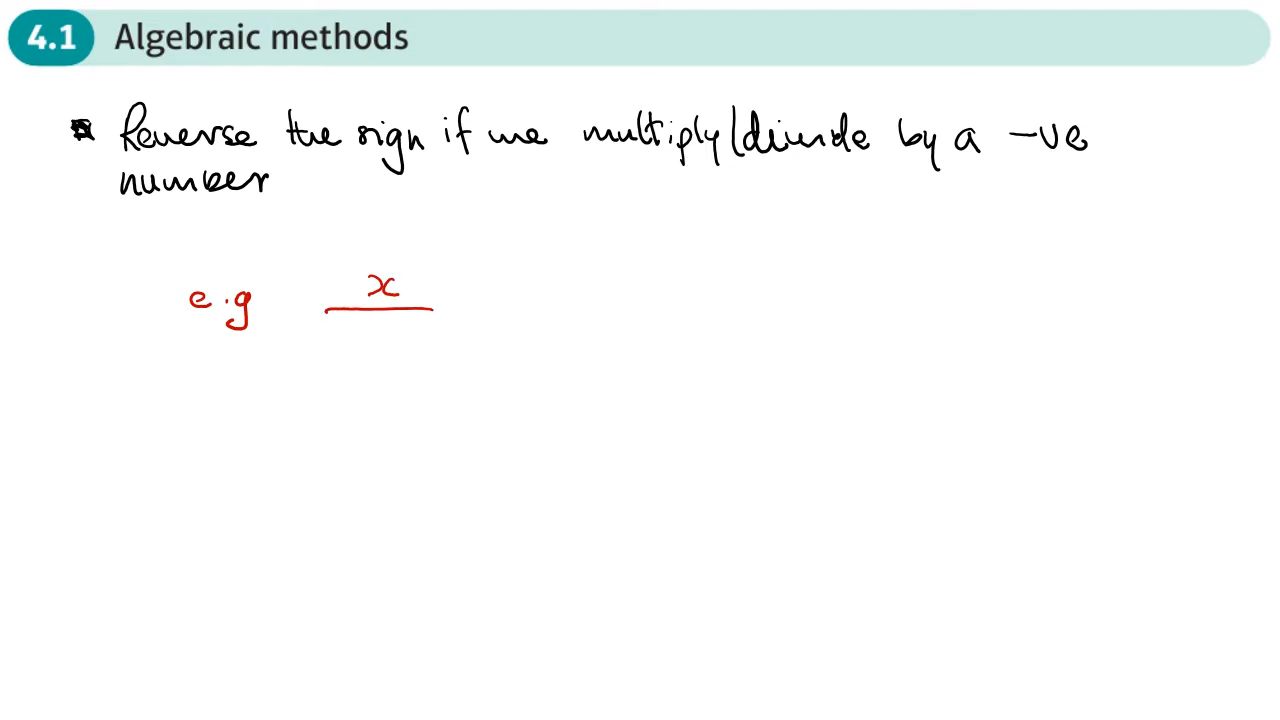 4.1 Algebraic methods
Reverse the sign if we multiply/divide by a -ve
number
e.g x